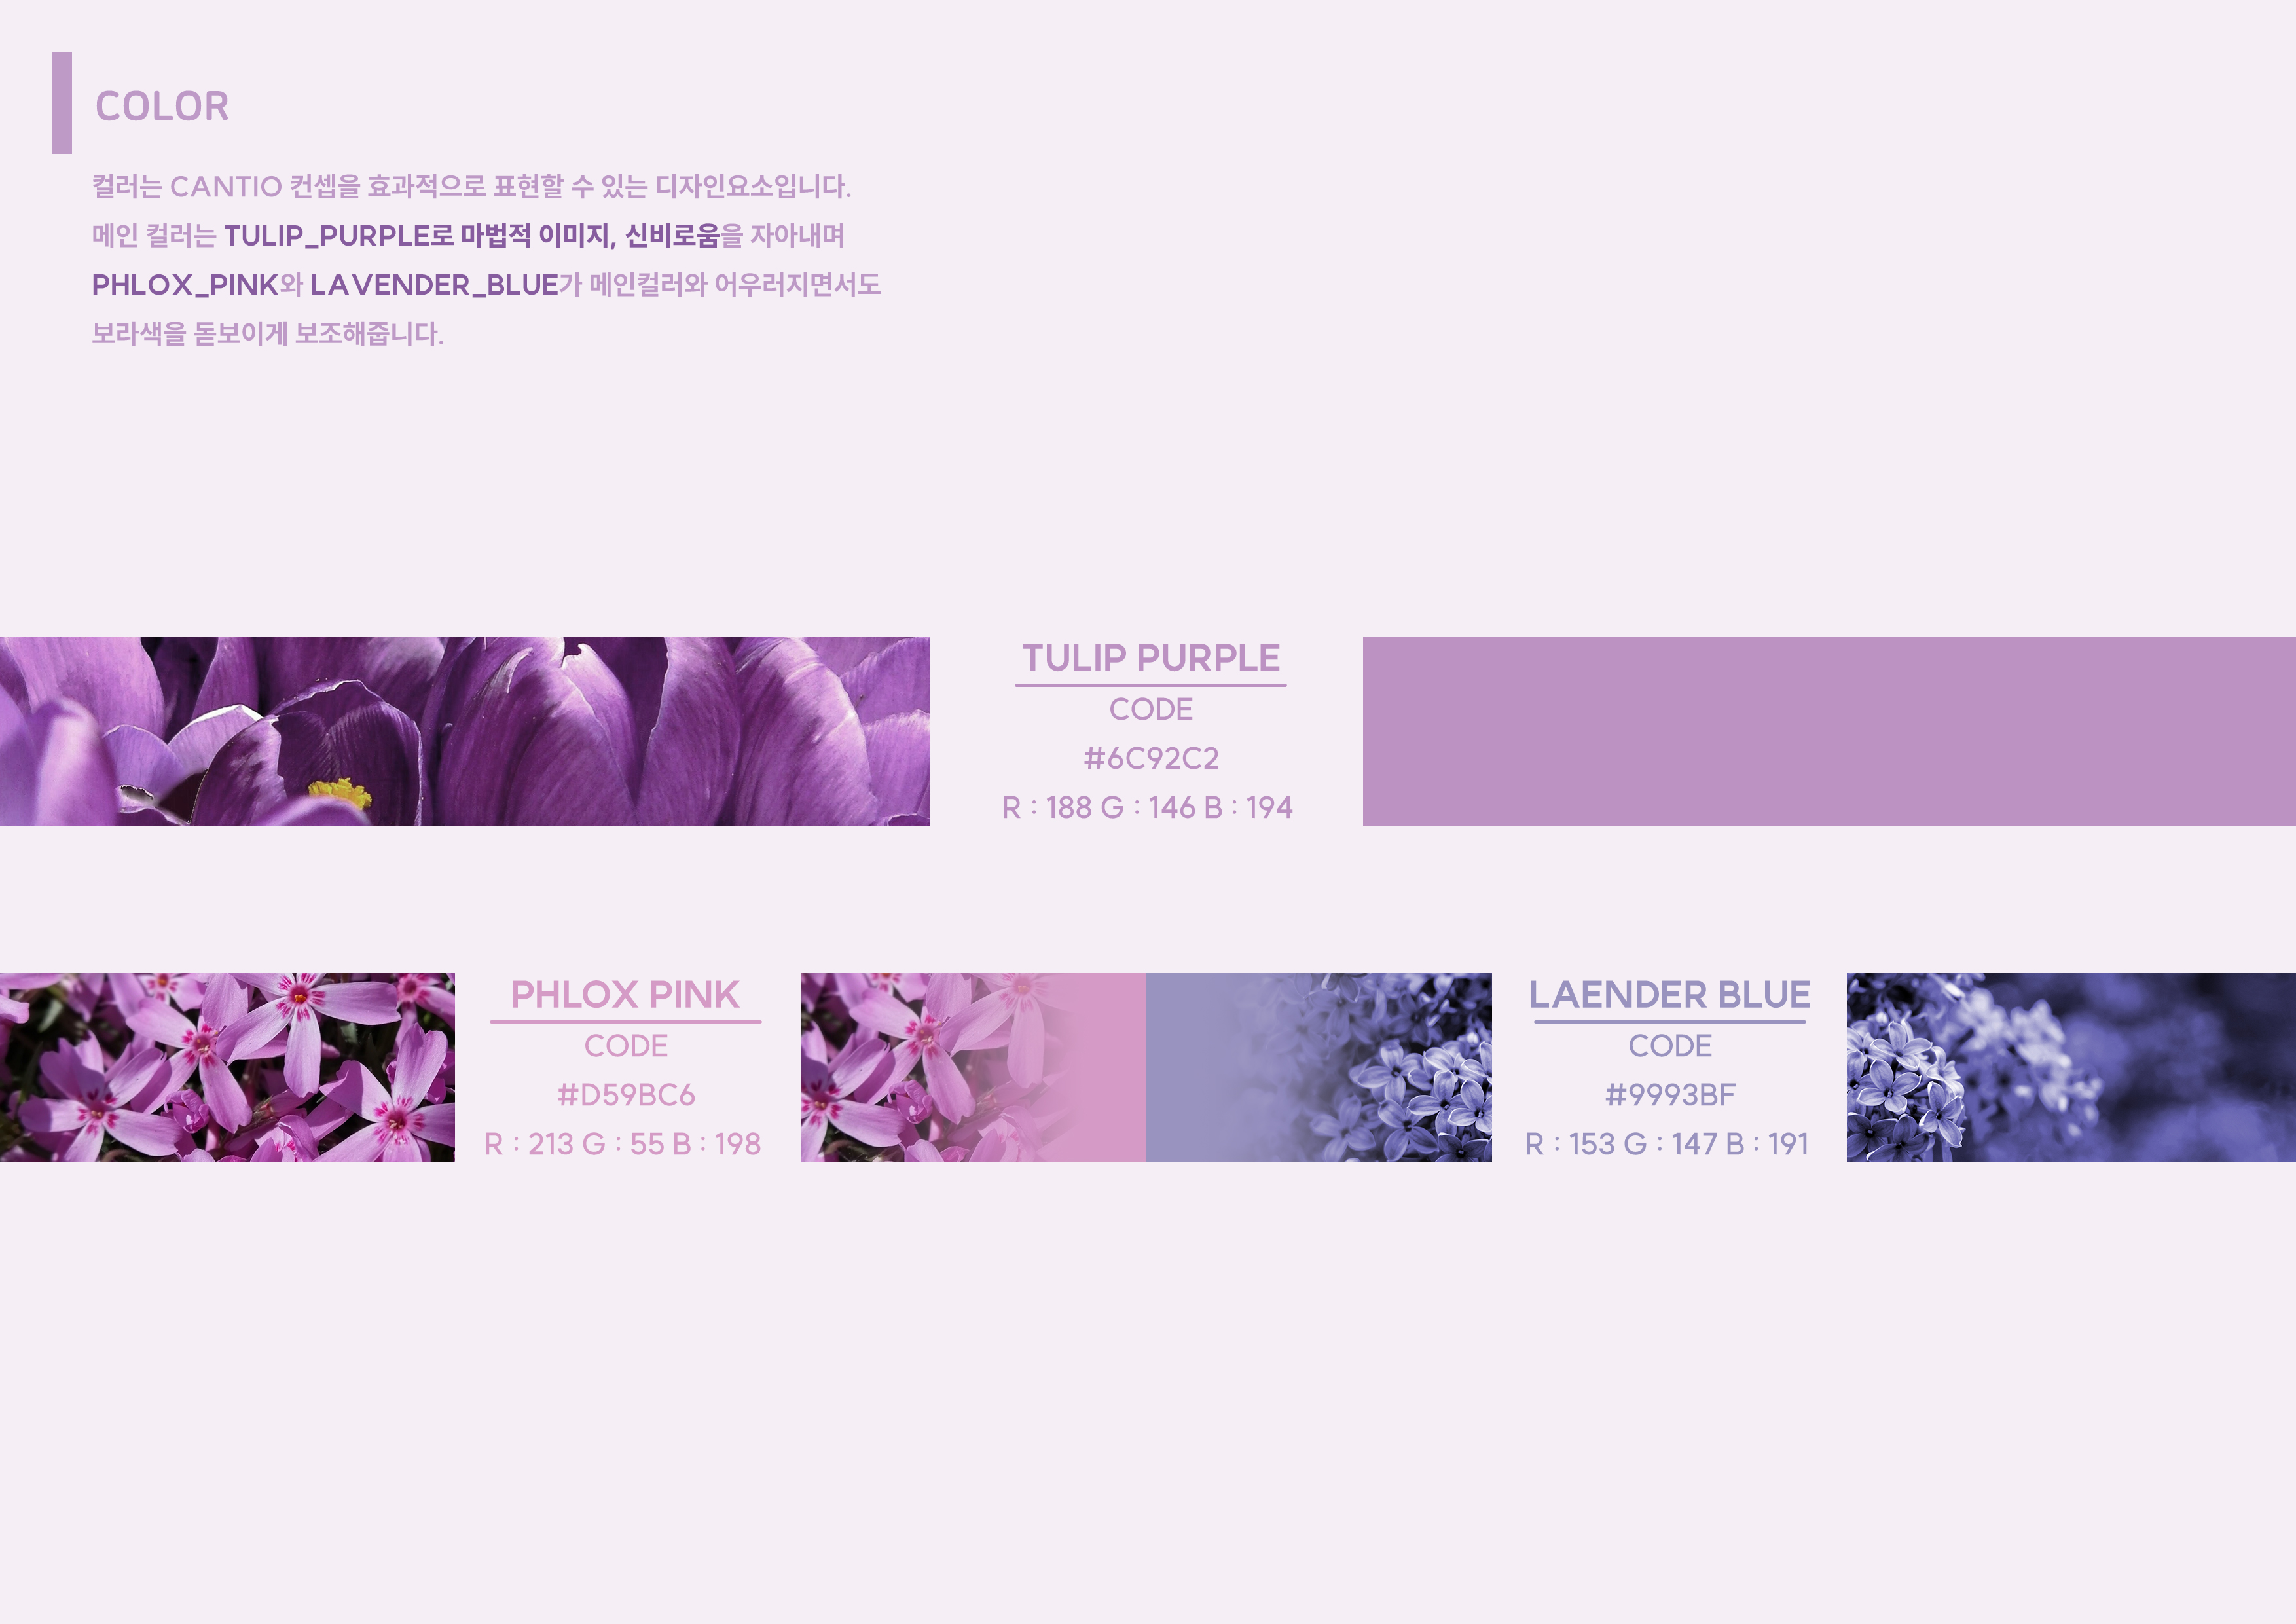 COLOR
컬러는 CANTIO 컨셉을 효과적으로 표현할 수 있는 디자인요소입니다.
메인 컬러는 TULIP_PURPLE로 마법적 이미지, 신비로움을 자아내며
PHLOX_PINK와 LAVENDER_BLUE가 메인컬러와 어우러지면서도
보라색을 돋보이게 보조해줍니다.
TULIP PURPLE
CODE
#6C92C2
R : 188 G : 146 B : 194
PHLOX PINK
CODE
#D59BC6
R : 213 G : 55 B : 198
LAENDER BLUE
CODE
#9993BF
R : 153 G : 147 B : 191